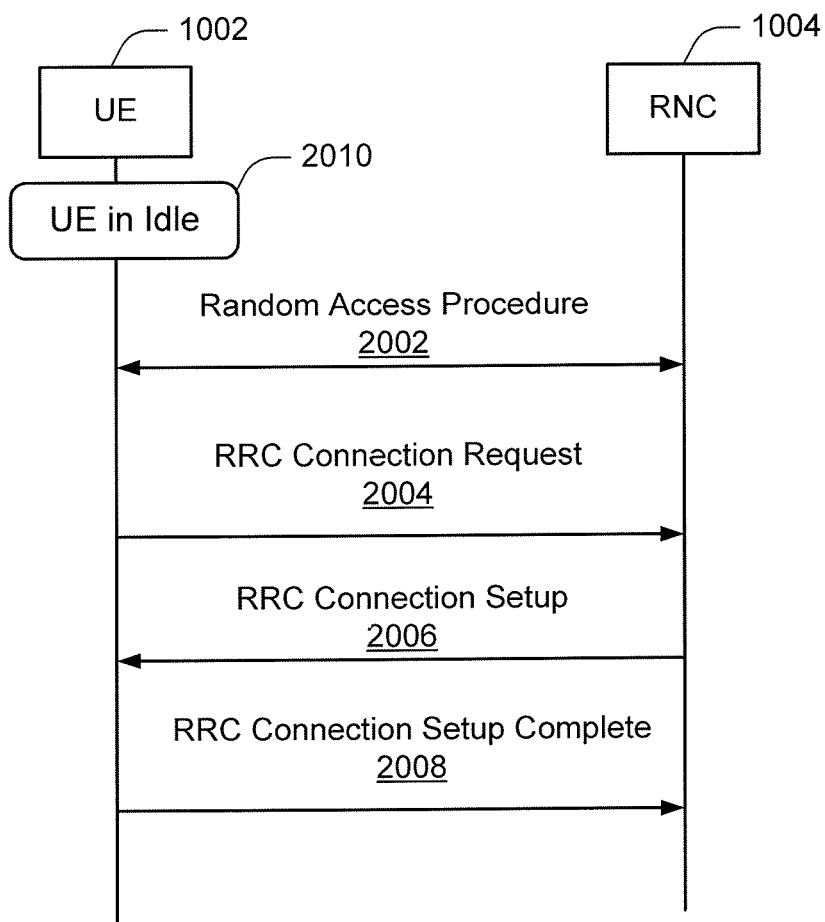 1002
1004
UE
RNC
2010
UE in Idle
Random Access Procedure
2002
RRC Connection Request
2004
RRC Connection Setup
2006
RRC Connection Setup Complete
2008